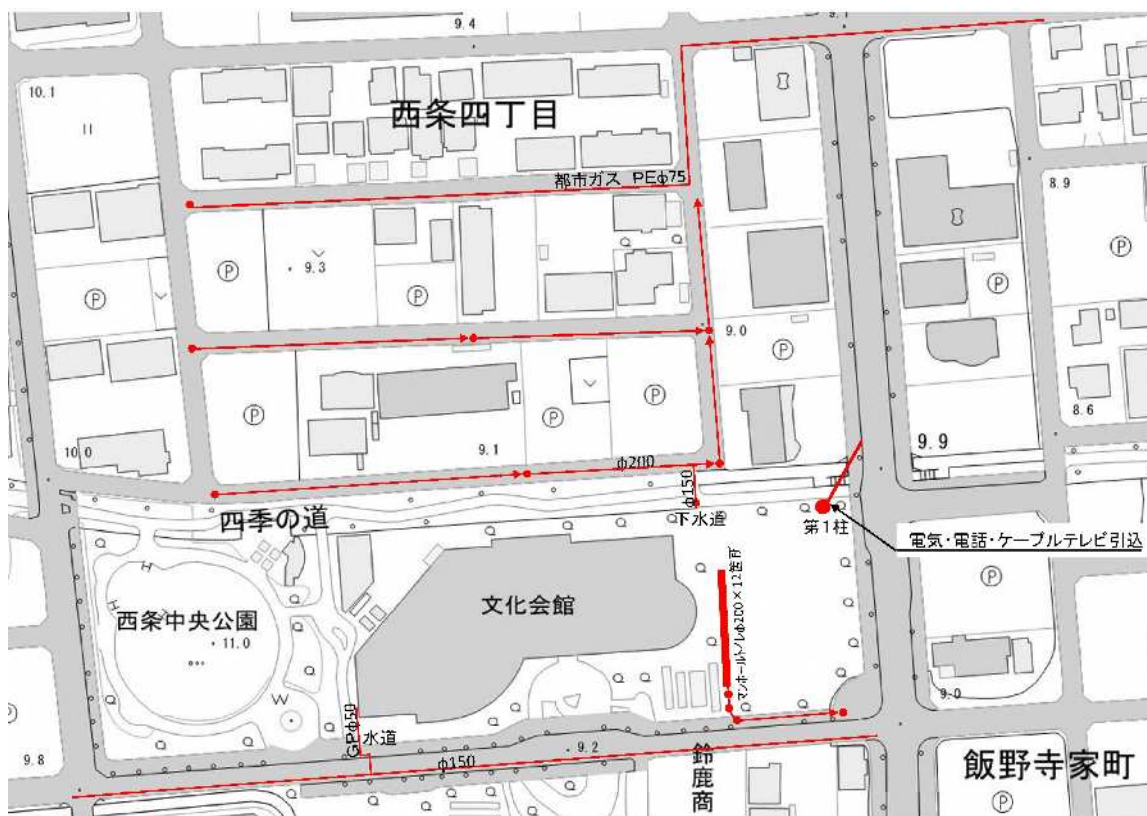 9.4
9.1
10.1
西条四丁目
都市ガス PEφ75
8.9
P
P
9.3
P
P
P
9.0
P
8.6
10.0
P
P
P
9.1
9.9
φ200
φ150
四季の道
下水道
第1柱
電気・電話・ケーブルテレビ引込
P
文化会館
西条中央公園
11.0
マンホールトイレφ200×12箇所
W
9.0
P
GPφ50
水道
9.8
9.2
φ150
鈴鹿商
飯野寺家町
P